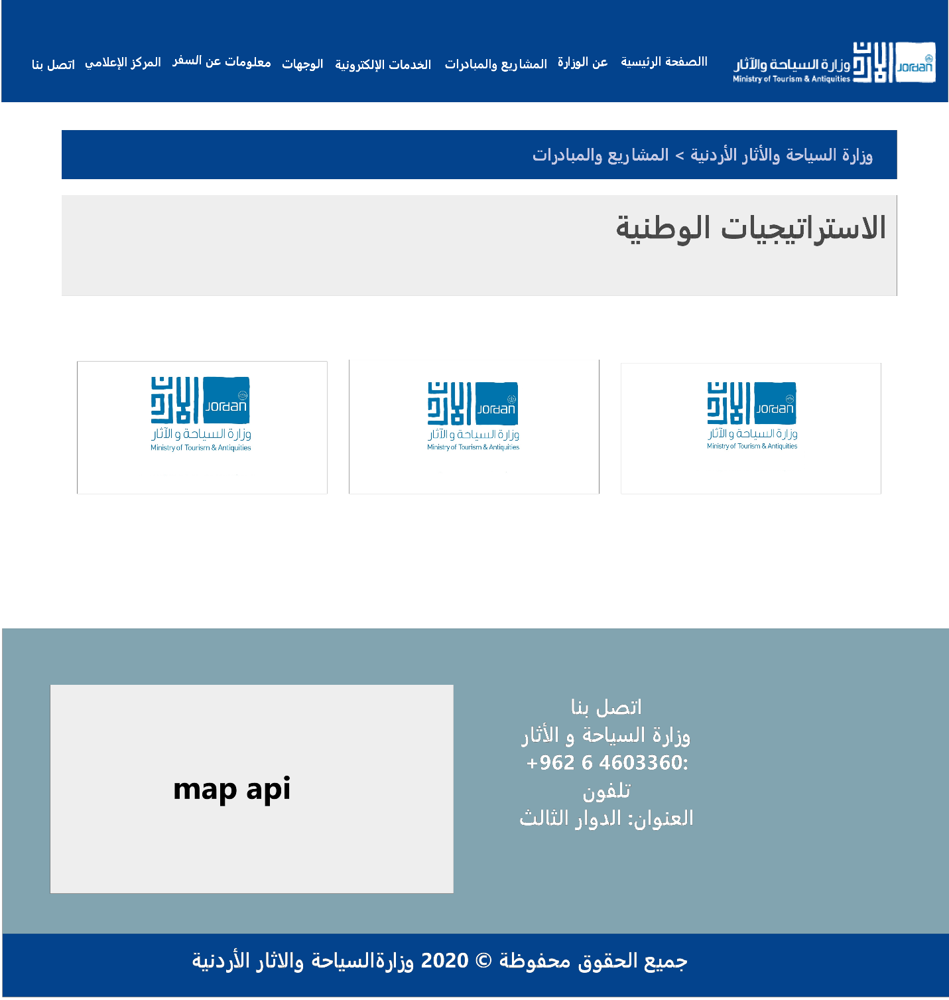 Jordan
الأردن
وزارة السياحة والآثار
Ministry of Tourism & Antiquities
االصفحة الرئيسية
عن الوزارة
المشاريع والمبادرات
الخدمات الإلكترونية
الوجهات
معلومات عن السفر
المركز الإعلامي
اتصل بنا
وزارة السياحة والأثار الأردنية > المشاريع والمبادرات
الاستراتيجيات الوطنية
Jordan
الأردن
وزارة السياحة و الآثار
Ministry of Tourism & Antiquities
Jordan
الأردن
وزارة السياحة و الآثار
Ministry of Tourism & Antiquities
Jordan
الأردن
وزارة السياحة و الآثار
Ministry of Tourism & Antiquities
اتصل بنا
وزارة السياحة و الأثار
+962 6 4603360:
تلفون
العنوان: الدوار الثالث
map api
جميع الحقوق محفوظة © 2020 وزارةالسياحة والاثار الأردنية